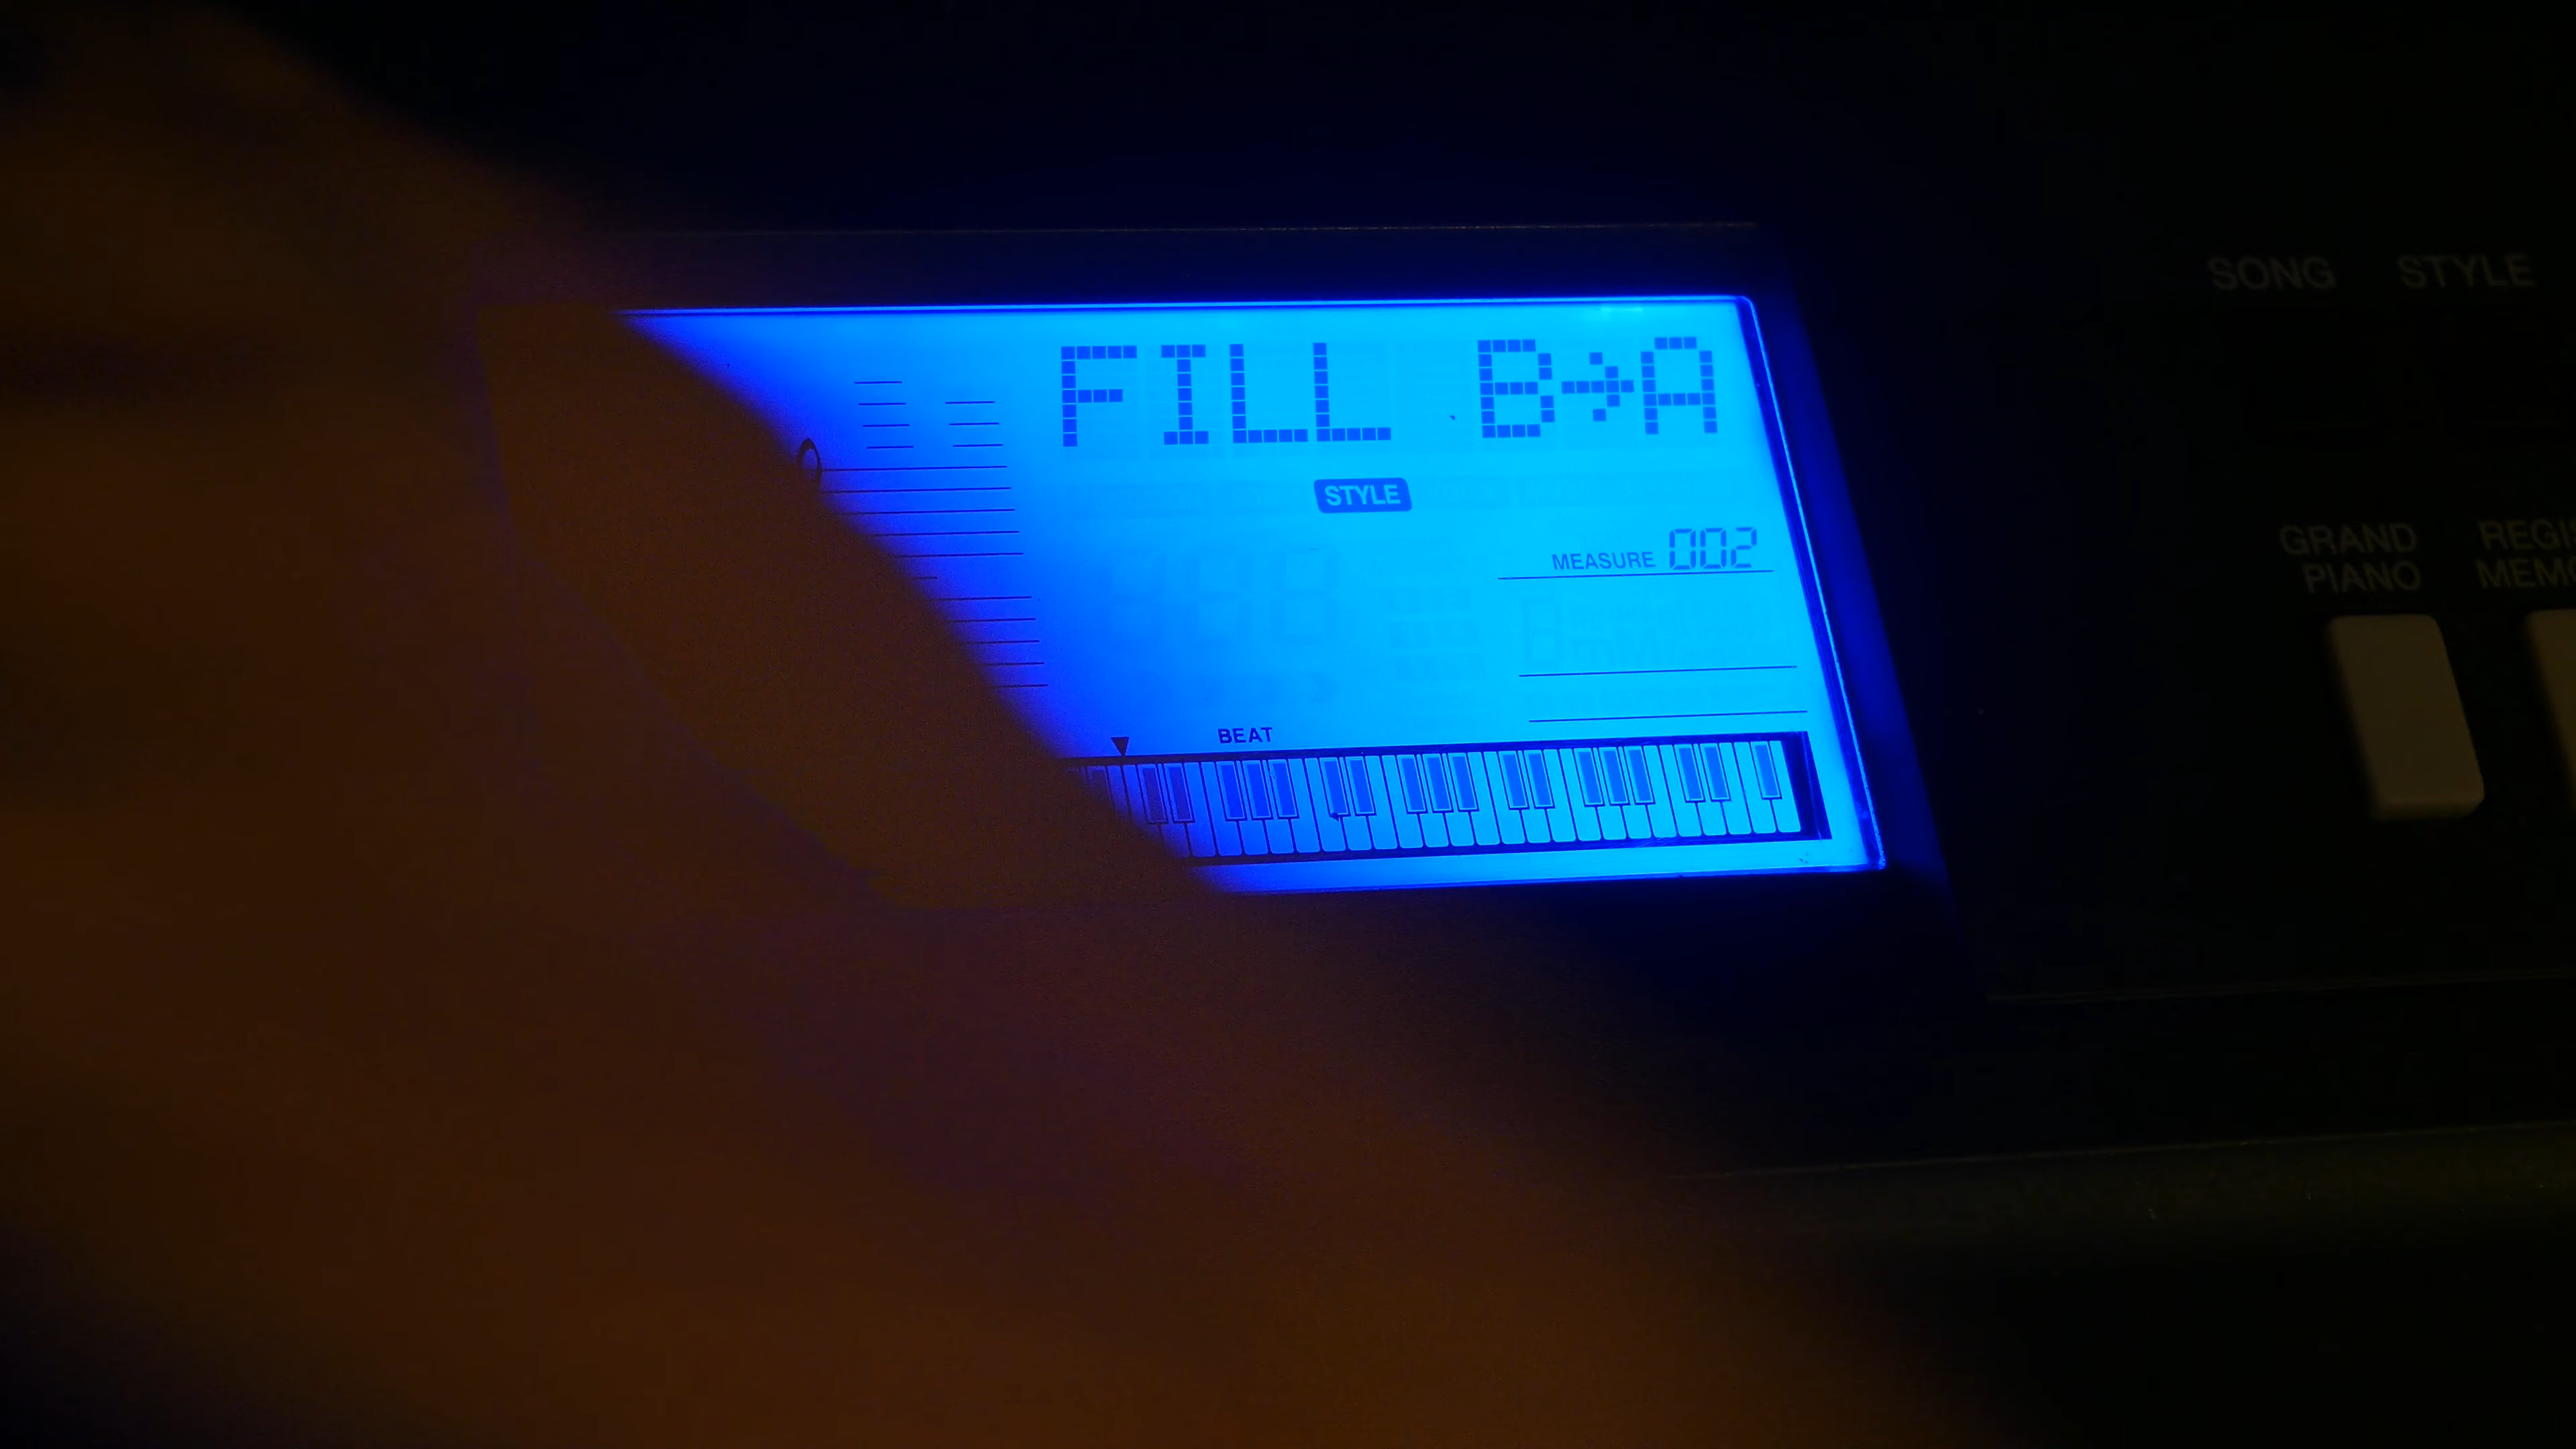 FILL B→A
STYLE
MEASURE 002
BEAT
SONG STYLE
GRAND
PIANO